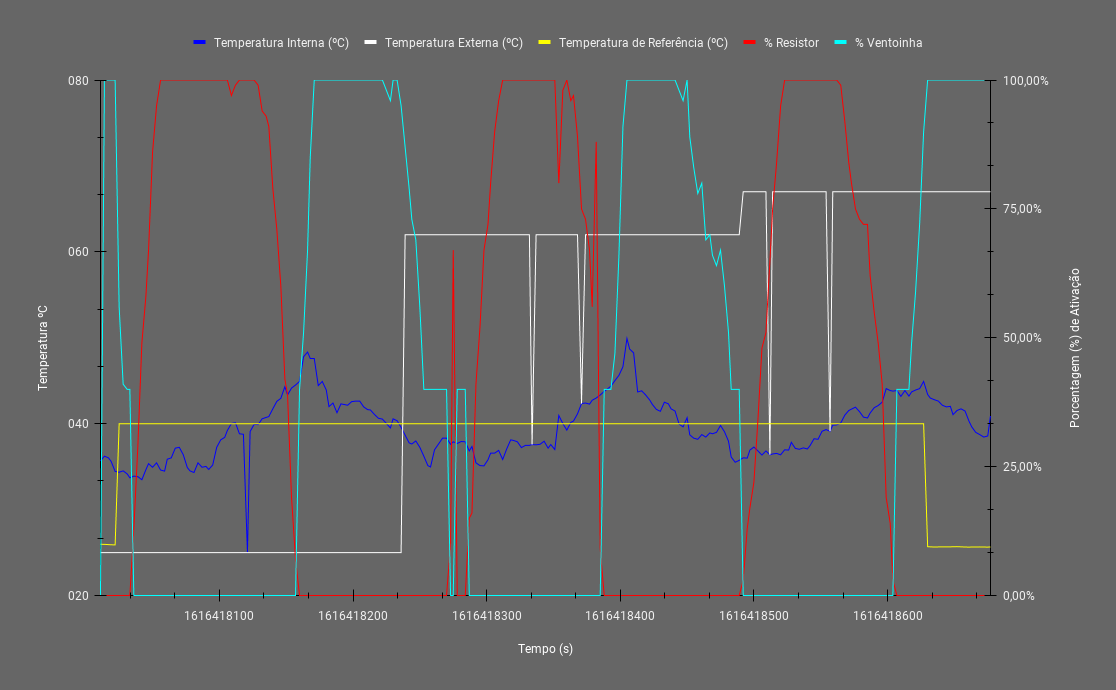 Temperatura Interna (ºC) Temperatura Externa (ºC) Temperatura de Referência (ºC) % Resistor % Ventoinha
080 100,00%
75,00%
060
50,00%
040
25,00%
020 0,00%
Temperatura ºC
Porcentagem (%) de Ativação
1616418100 1616418200 1616418300 1616418400 1616418500 1616418600
Tempo (s)